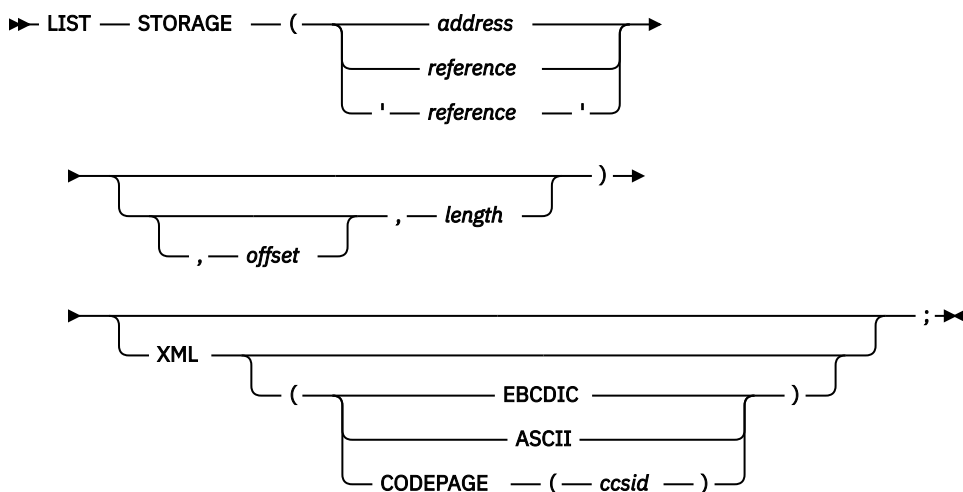 LIST STORAGE ( address
reference
' reference '
)
, length
, offset
;
XML
( EBCDIC )
ASCII
CODEPAGE ( ccsid )